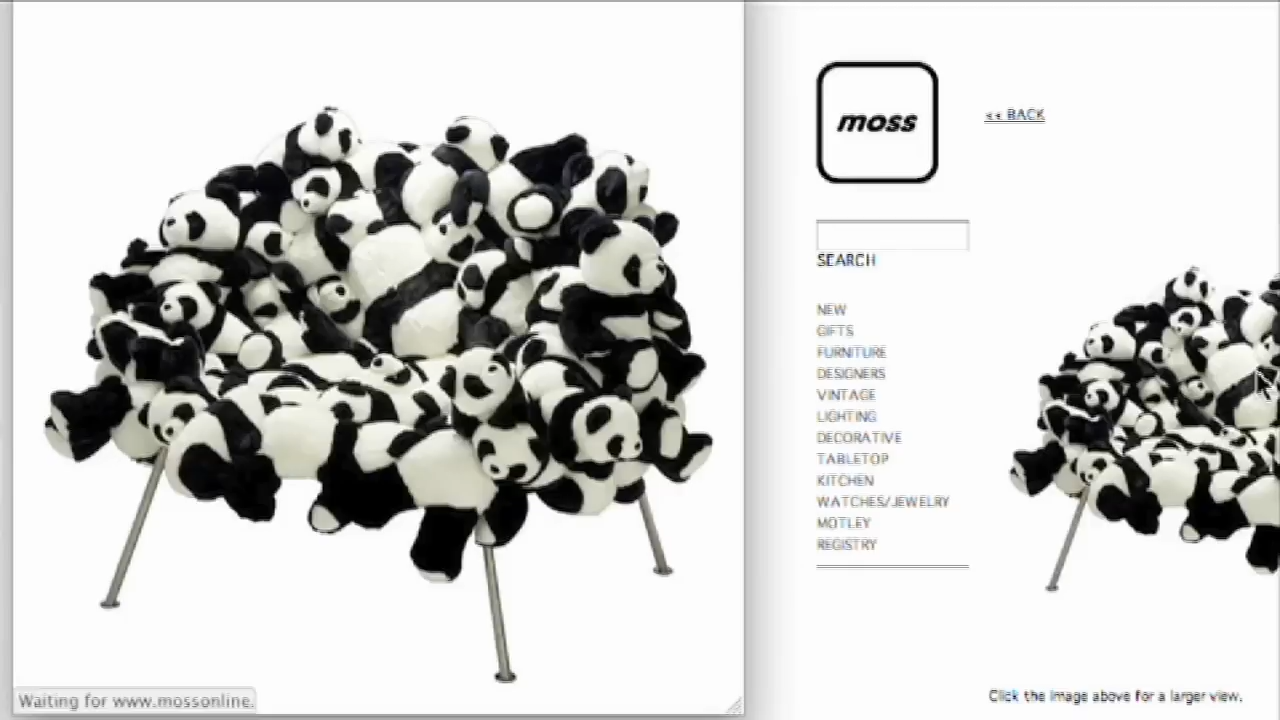 moss
<< BACK
SEARCH
NEW
GIFTS
FURNITURE
DESIGNERS
VINTAGE
LIGHTING
DECORATIVE
TABLETOP
KITCHEN
WATCHES/JEWELRY
MOTLEY
REGISTRY
Waiting for www.mossonline.
Click the image above for a larger view.